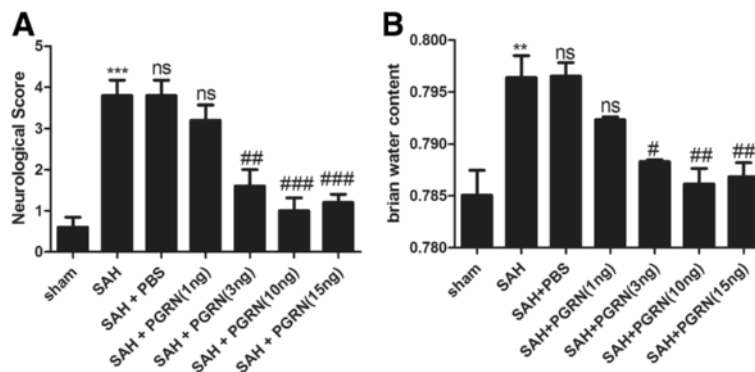 A
Neurological Score
5
4
3
2
1
0
***
ns
ns
##
###
###
sham
SAH
SAH + PBS
SAH + PGRN(1ng)
SAH + PGRN(3ng)
SAH + PGRN(10ng)
SAH + PGRN(15ng)
B
brian water content
0.800
0.795
0.790
0.785
0.780
**
ns
ns
#
##
##
sham
SAH
SAH+PBS
SAH+PGRN(1ng)
SAH+PGRN(3ng)
SAH+PGRN(10ng)
SAH+PGRN(15ng)